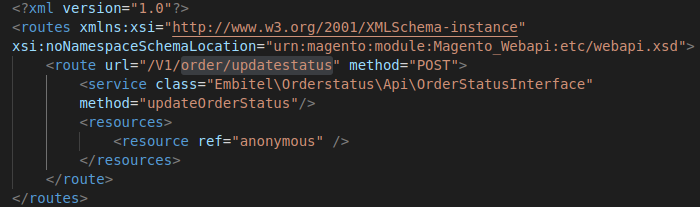 <?xml version="1.0"?>
<routes xmlns:xsi="http://www.w3.org/2001/XMLSchema-instance"
xsi:noNamespaceSchemaLocation="urn:magento:module:Magento_Webapi:etc/webapi.xsd">
<route url="/V1/order/updatestatus" method="POST">
<service class="Embitel\Orderstatus\Api\OrderStatusInterface"
method="updateOrderStatus"/>
<resources>
<resource ref="anonymous" />
</resources>
</route>
</routes>